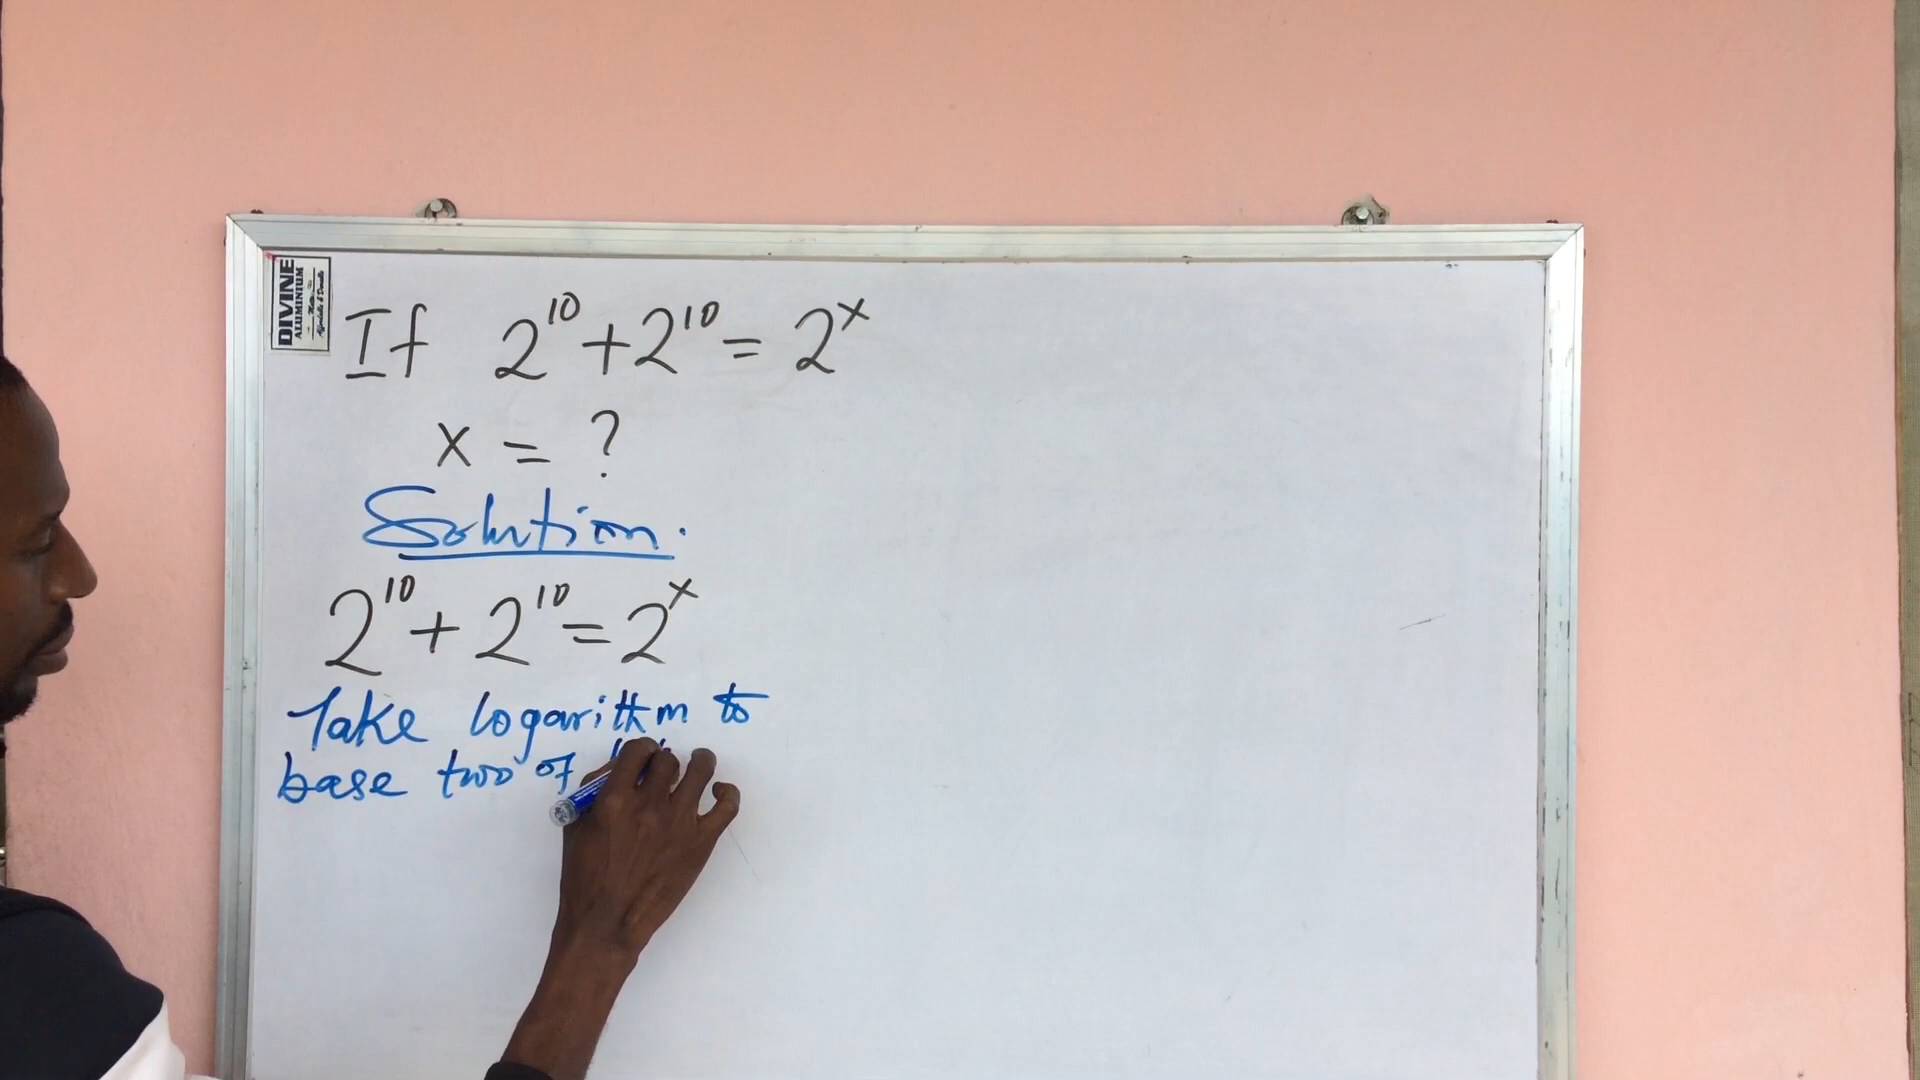 DIVINE
ALUMINIUM
If 2^10 + 2^10 = 2^x
x = ?
Solution.
2^10 + 2^10 = 2^x
Take logarithm to
base two of